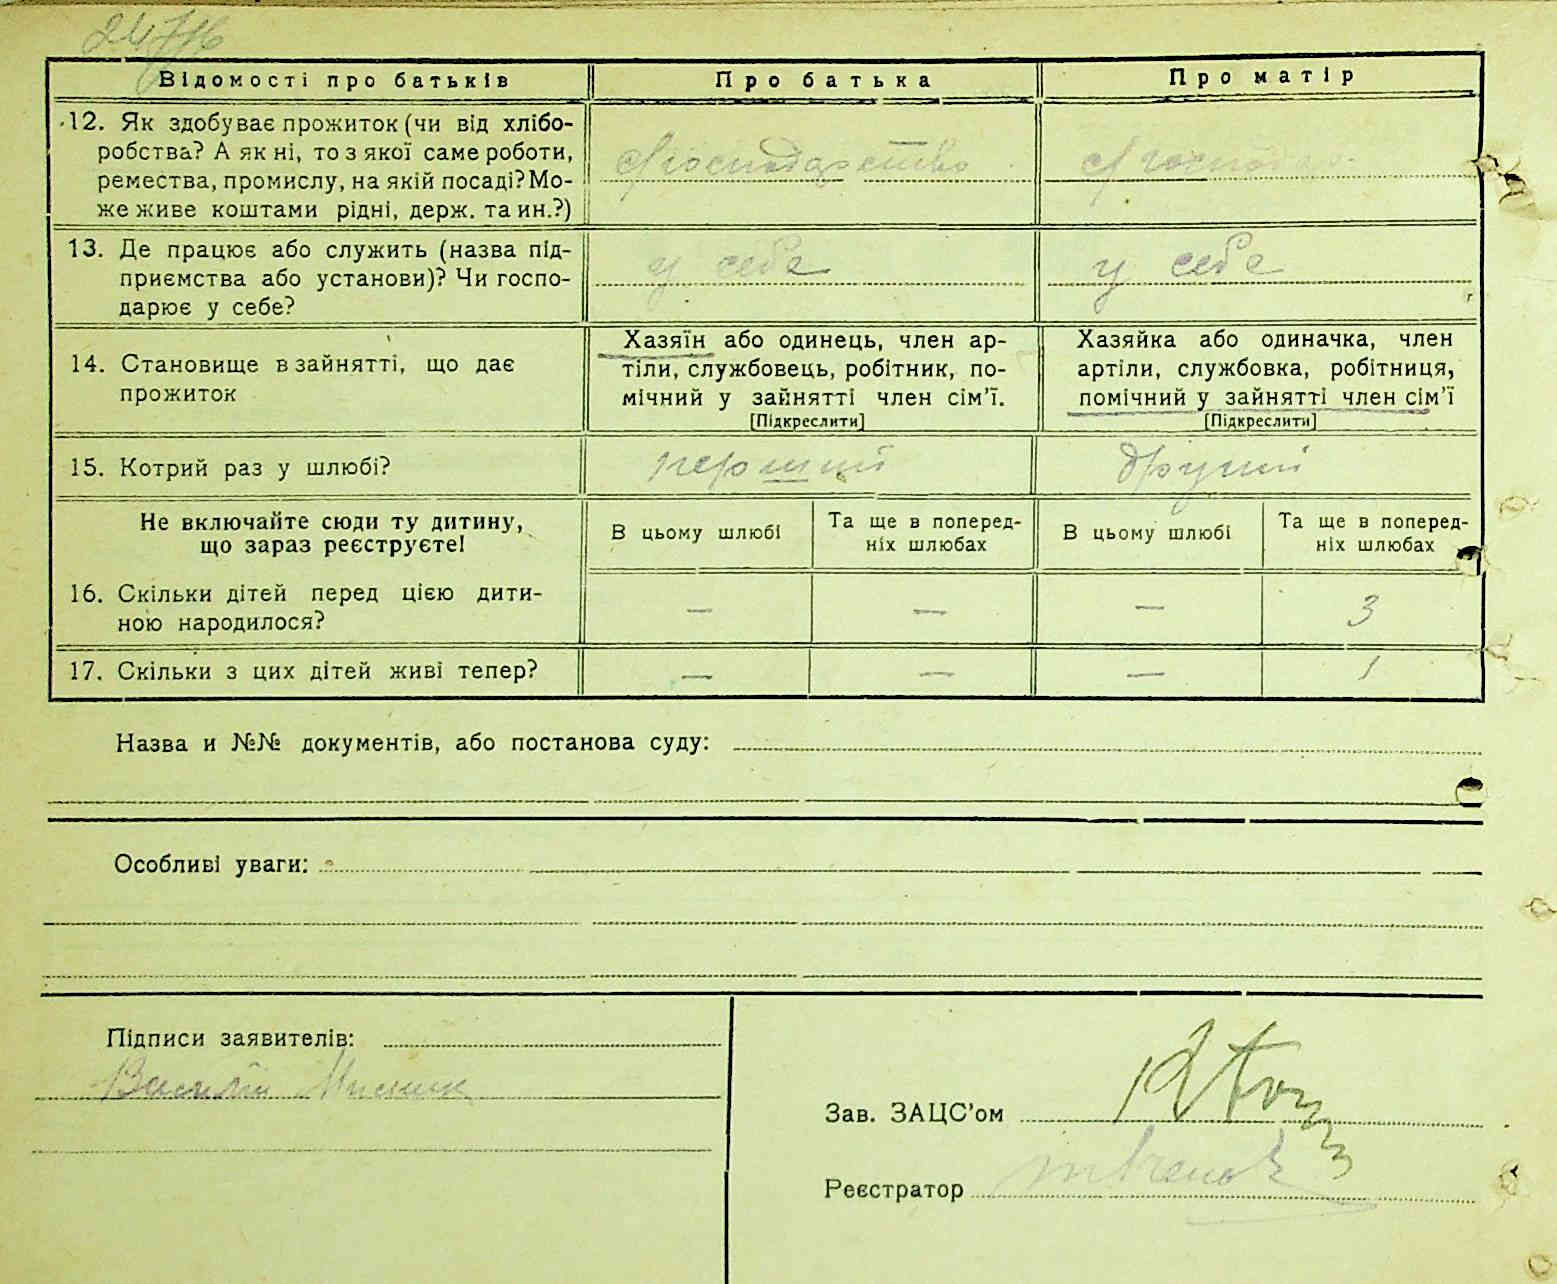 Відомості про батьків
Про батька
Про матір
12. Як здобуває прожиток (чи від хлібо-
робства? А як ні, то з якої саме роботи,
ремества, промислу, на якій посаді? Мо-
же живе коштами рідні, держ. та ин.?)
13. Де працює або служить (назва під-
приємства або установи)? Чи госпо-
дарює у себе?
у себе
у себе
14. Становище в зайнятті, що дає
прожиток
Хазяїн або одинець, член ар-
тіли, службовець, робітник, по-
мічний у зайнятті член сім'ї.
[Підкреслити]
Хазяйка або одиначка, член
артіли, службовка, робітниця,
помічний у зайнятті член сім'ї
[Підкреслити]
15. Котрий раз у шлюбі?
перший
другий
Не включайте сюди ту дитину,
що зараз реєструєте!
В цьому шлюбі
Та ще в поперед-
ніх шлюбах
В цьому шлюбі
Та ще в поперед-
ніх шлюбах
16. Скільки дітей перед цією дити-
ною народилося?
—
—
—
3
17. Скільки з цих дітей живі тепер?
—
—
—
1
Назва и №№ документів, або постанова суду:
Особливі уваги:
Підписи заявителів:
Василь
Зав. ЗАЦС'ом
Реєстратор